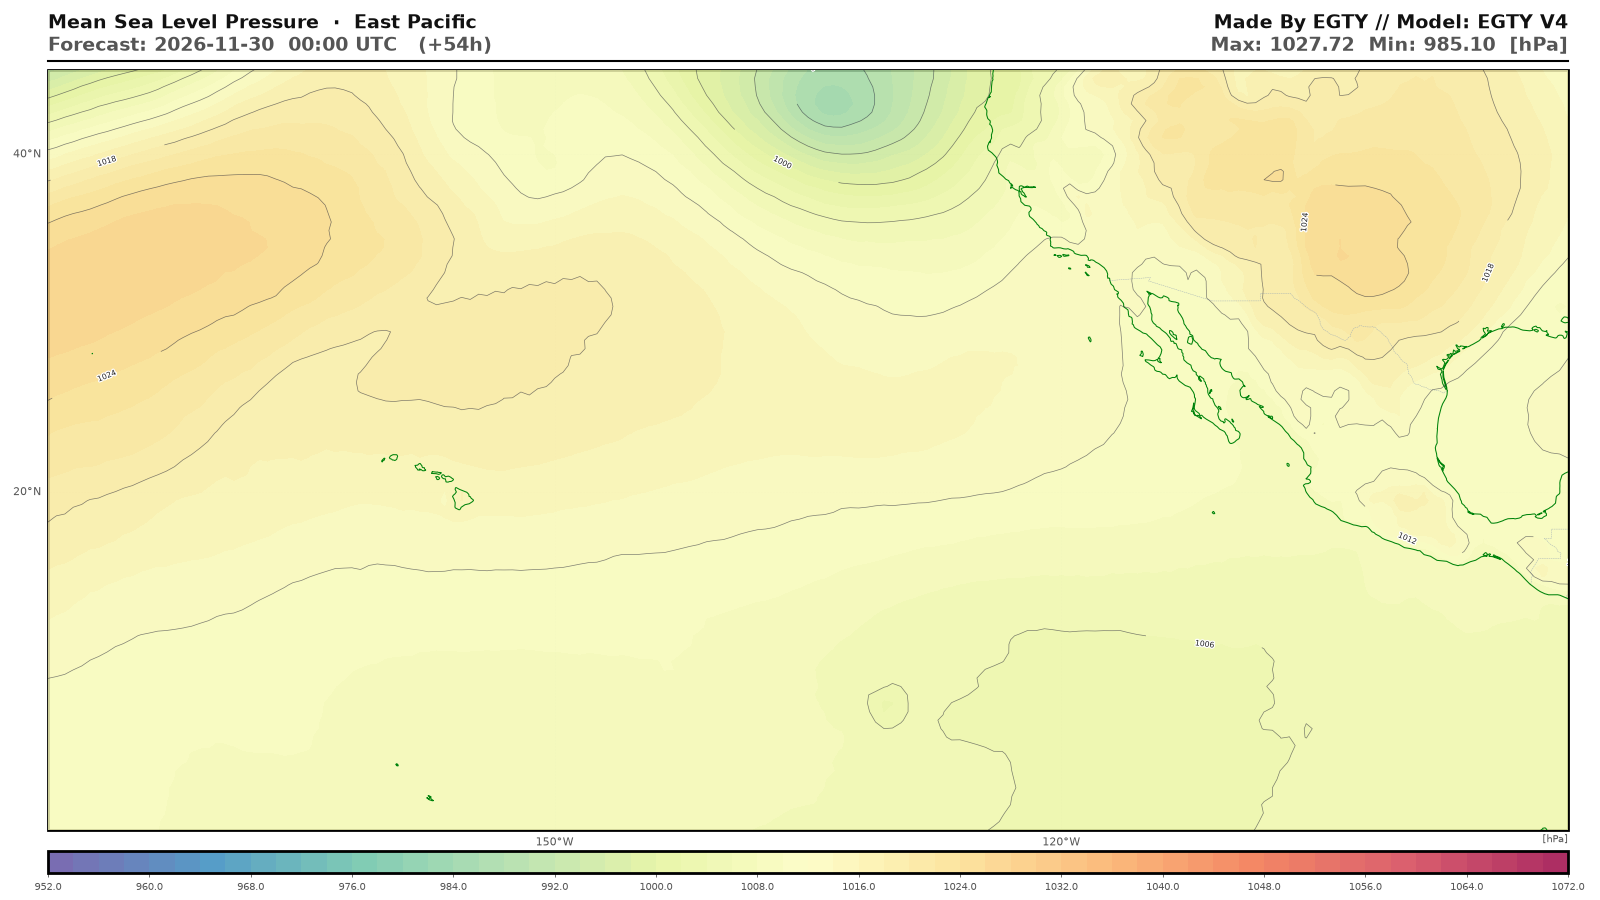 Mean Sea Level Pressure · East Pacific
Made By EGTY // Model: EGTY V4
Forecast: 2026-11-30 00:00 UTC (+54h)
Max: 1027.72 Min: 985.10 [hPa]
40°N
20°N
1018
1000
1024
1018
1024
1012
1006
150°W
120°W
[hPa]
952.0 960.0 968.0 976.0 984.0 992.0 1000.0 1008.0 1016.0 1024.0 1032.0 1040.0 1048.0 1056.0 1064.0 1072.0